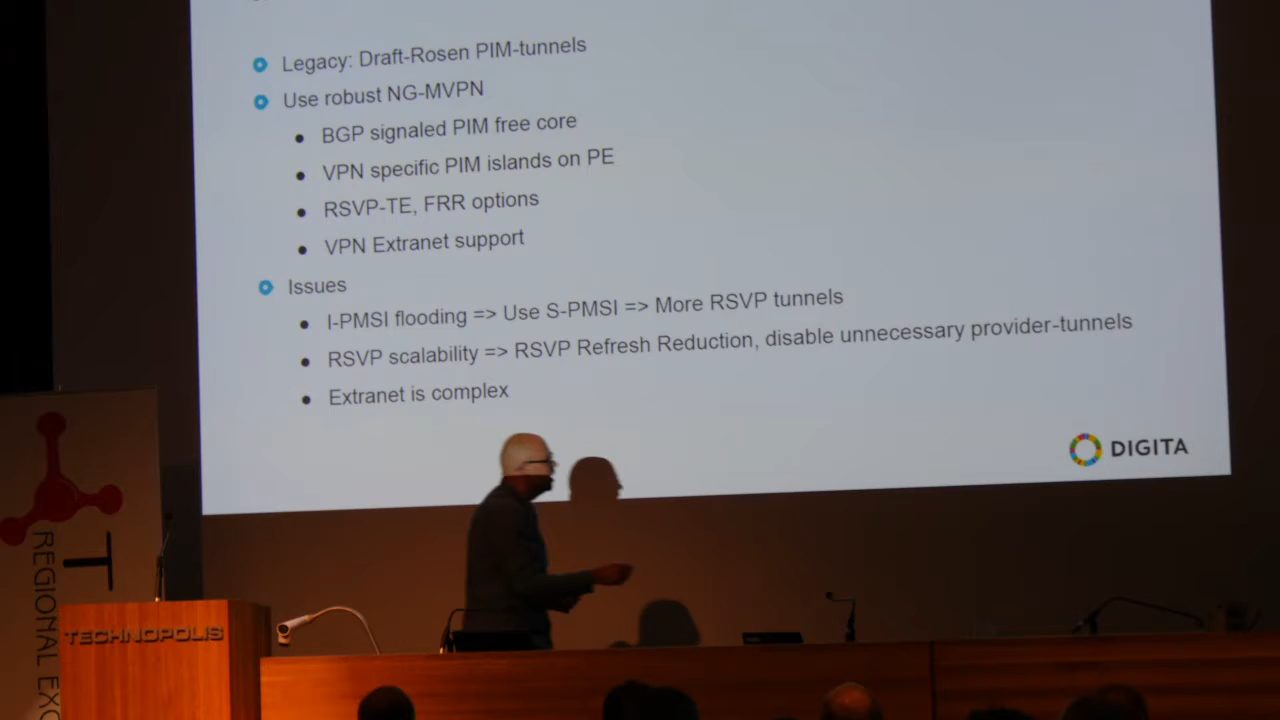 Legacy: Draft-Rosen PIM-tunnels
Use robust NG-MVPN
BGP signaled PIM free core
VPN specific PIM islands on PE
RSVP-TE, FRR options
VPN Extranet support
Issues
I-PMSI flooding => Use S-PMSI => More RSVP tunnels
RSVP scalability => RSVP Refresh Reduction, disable unnecessary provider-tunnels
Extranet is complex
DIGITA
T
REGIONAL EXC
TECHNOPOLIS